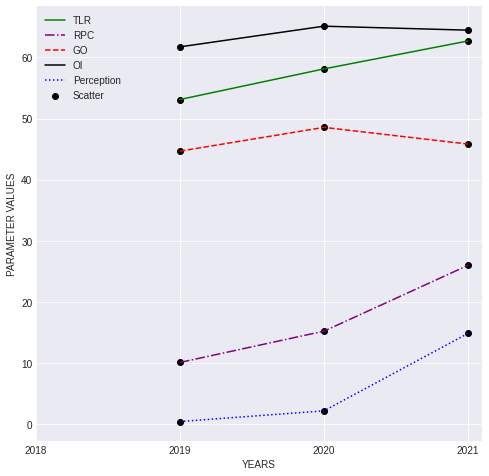 TLR
RPC
GO
OI
Perception
Scatter
PARAMETER VALUES
60
50
40
30
20
10
0
2018 2019 2020 2021
YEARS